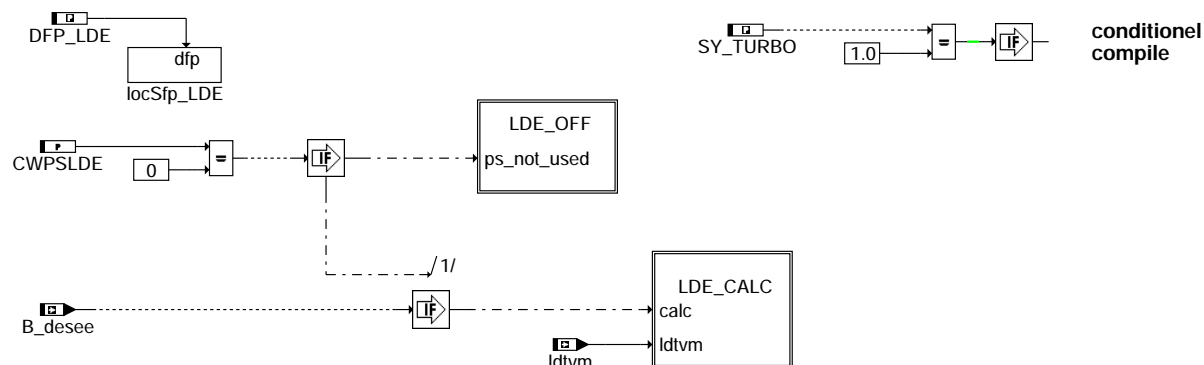 DFP_LDE
dfp
locSfp_LDE
SY_TURBO
1.0
=
IF
conditionel
compile
CWPSLDE
0
=
IF
LDE_OFF
ps_not_used
/1/
B_desee
IF
LDE_CALC
calc
ldtvm
ldtvm